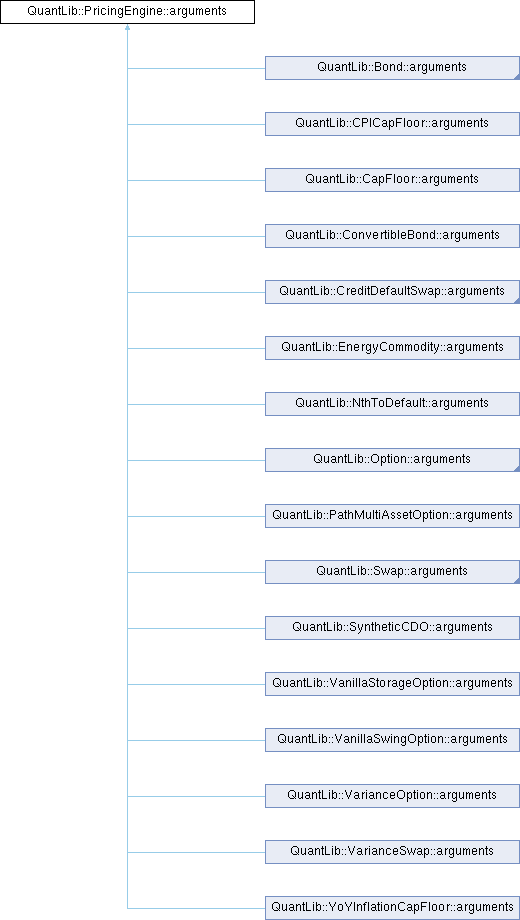 QuantLib::PricingEngine::arguments
QuantLib::Bond::arguments
QuantLib::CPICapFloor::arguments
QuantLib::CapFloor::arguments
QuantLib::ConvertibleBond::arguments
QuantLib::CreditDefaultSwap::arguments
QuantLib::EnergyCommodity::arguments
QuantLib::NthToDefault::arguments
QuantLib::Option::arguments
QuantLib::PathMultiAssetOption::arguments
QuantLib::Swap::arguments
QuantLib::SyntheticCDO::arguments
QuantLib::VanillaStorageOption::arguments
QuantLib::VanillaSwingOption::arguments
QuantLib::VarianceOption::arguments
QuantLib::VarianceSwap::arguments
QuantLib::YoYInflationCapFloor::arguments